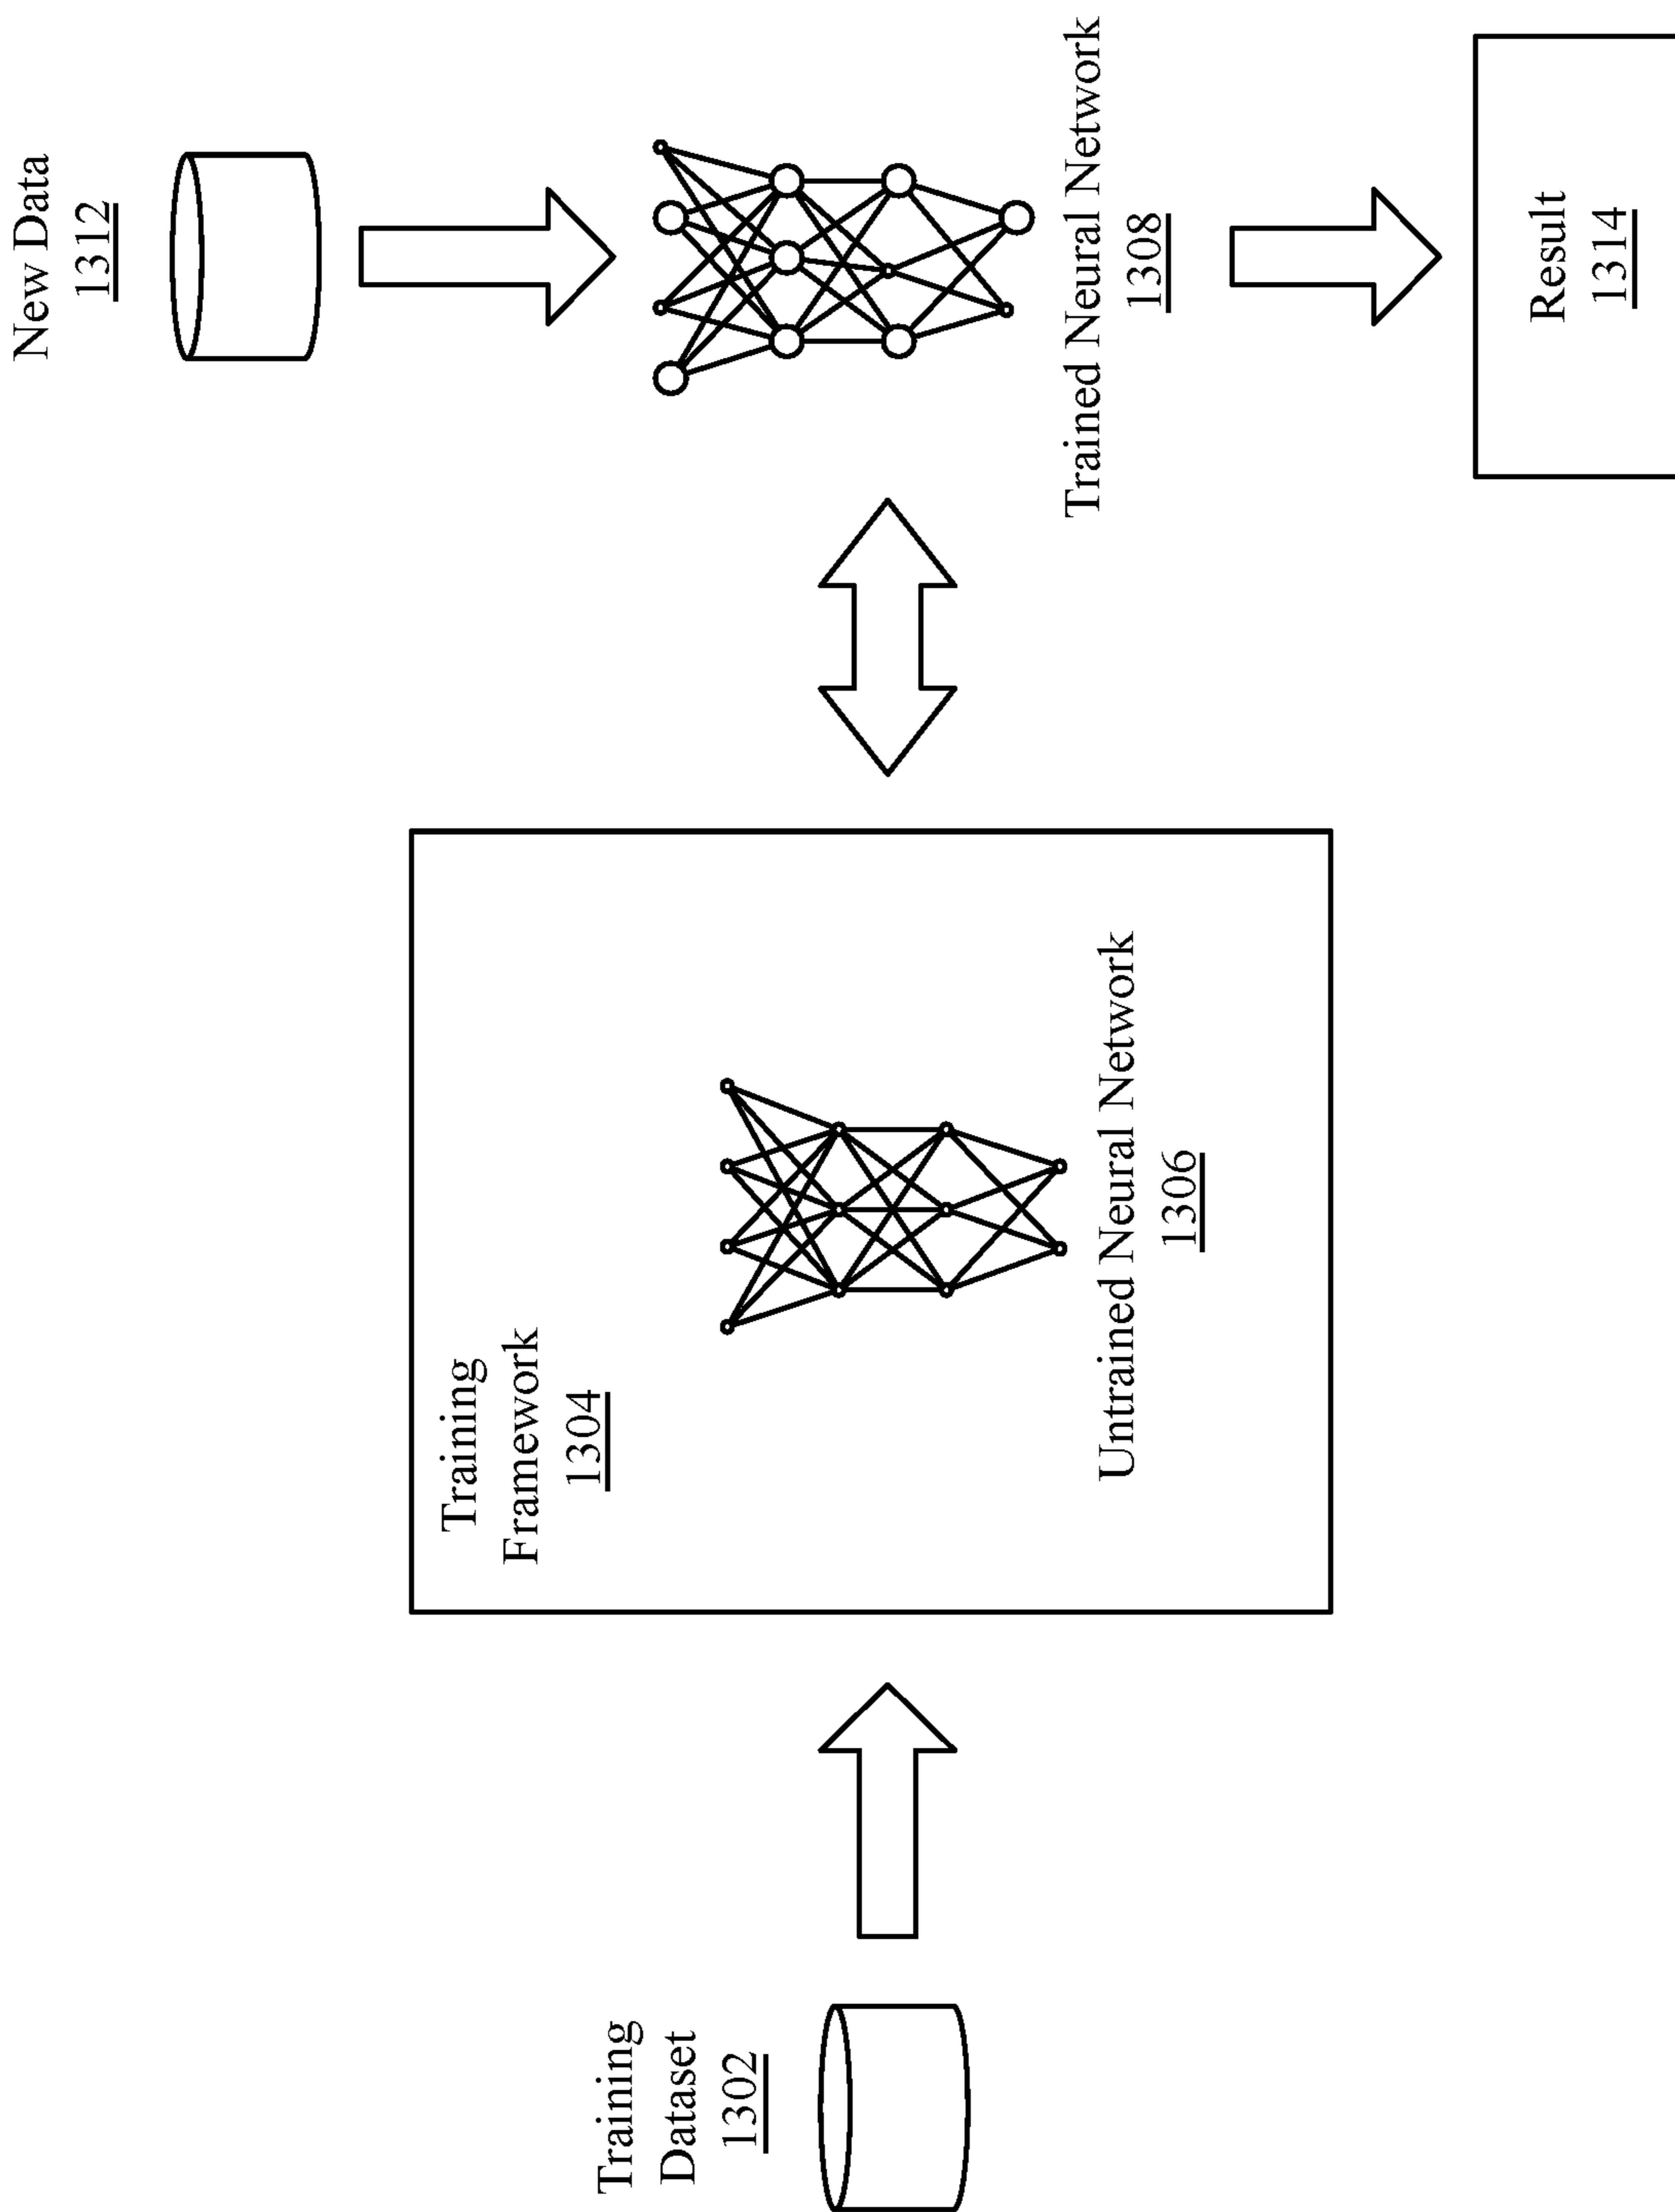 Training
Dataset
1302
Training
Framework
1304
Untrained Neural Network
1306
New Data
1312
Trained Neural Network
1308
Result
1314